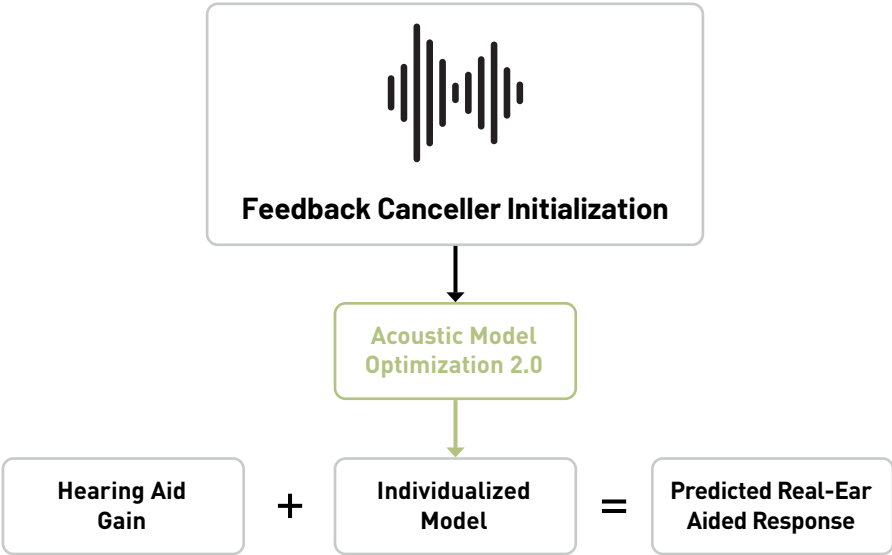 Feedback Canceller Initialization
Acoustic Model
Optimization 2.0
Hearing Aid
Gain
+
Individualized
Model
=
Predicted Real-Ear
Aided Response